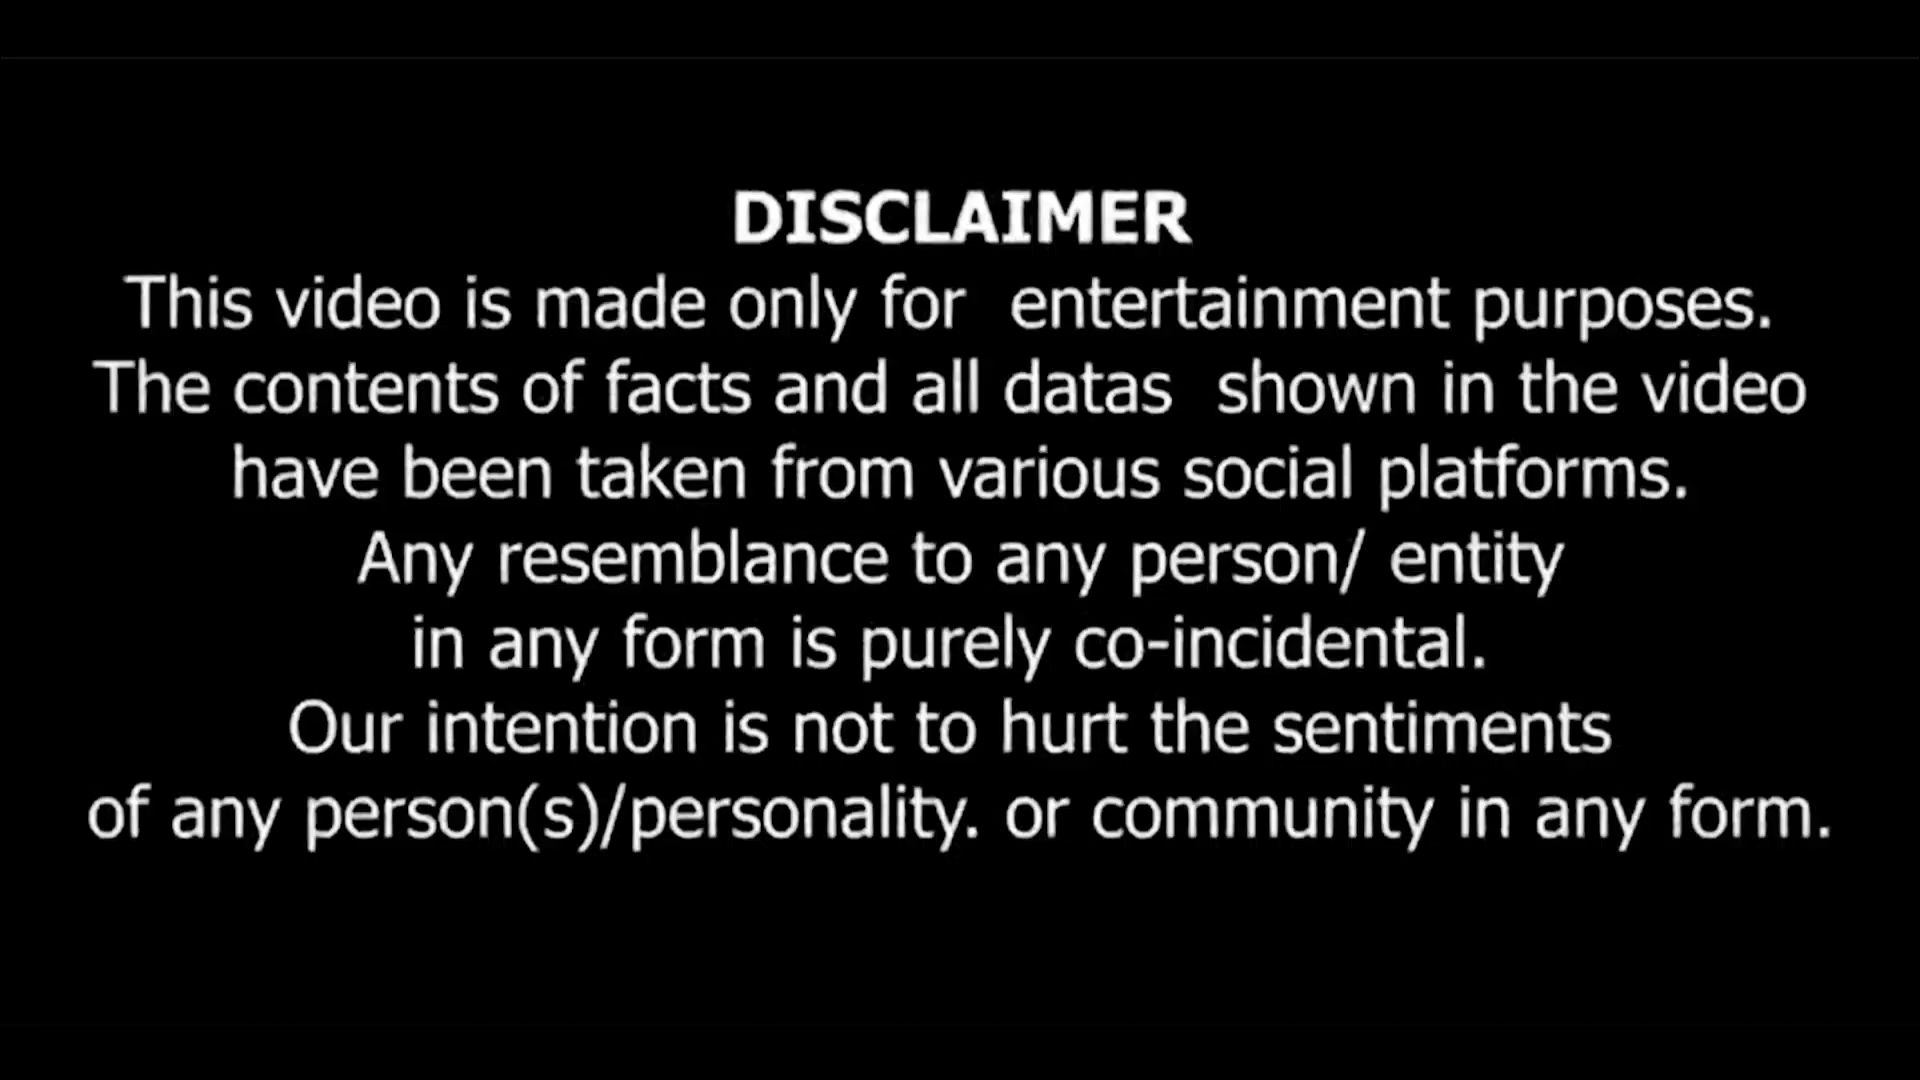 DISCLAIMER
This video is made only for entertainment purposes.
The contents of facts and all datas shown in the video
have been taken from various social platforms.
Any resemblance to any person/ entity
in any form is purely co-incidental.
Our intention is not to hurt the sentiments
of any person(s)/personality. or community in any form.